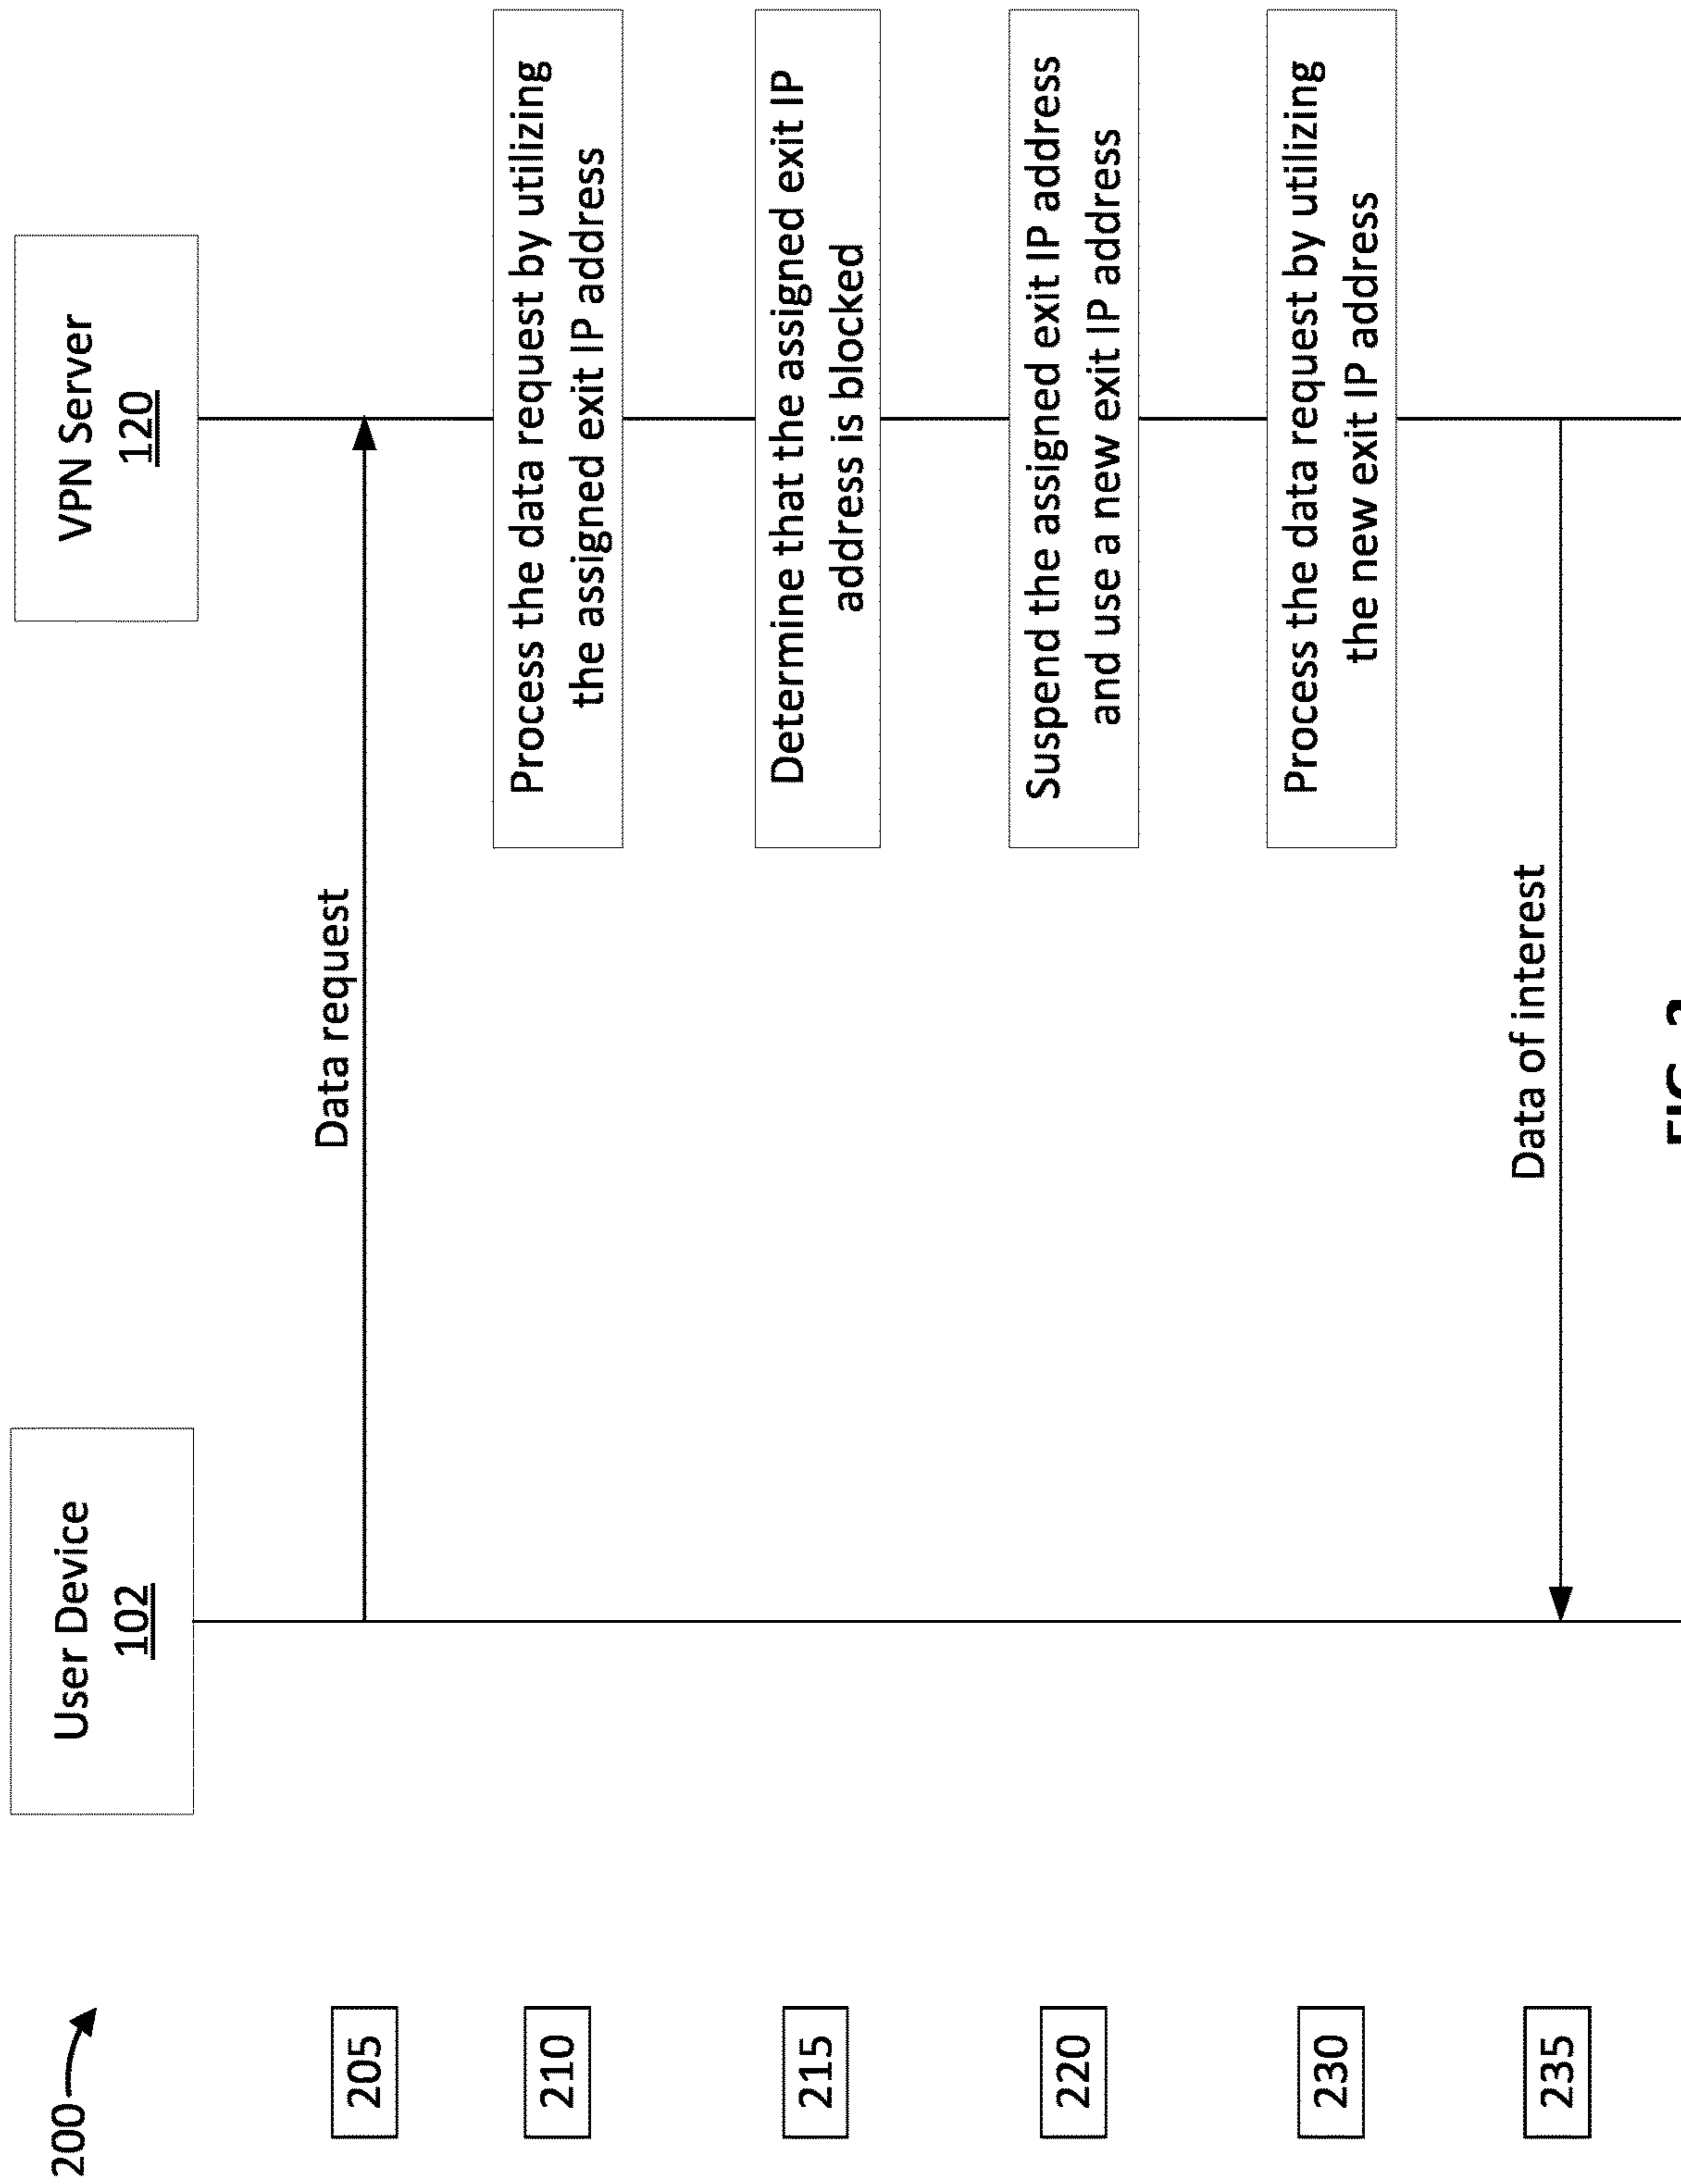 200
User Device
102
VPN Server
120
205
Data request
210
Process the data request by utilizing
the assigned exit IP address
215
Determine that the assigned exit IP
address is blocked
220
Suspend the assigned exit IP address
and use a new exit IP address
230
Process the data request by utilizing
the new exit IP address
235
Data of interest
FIG.